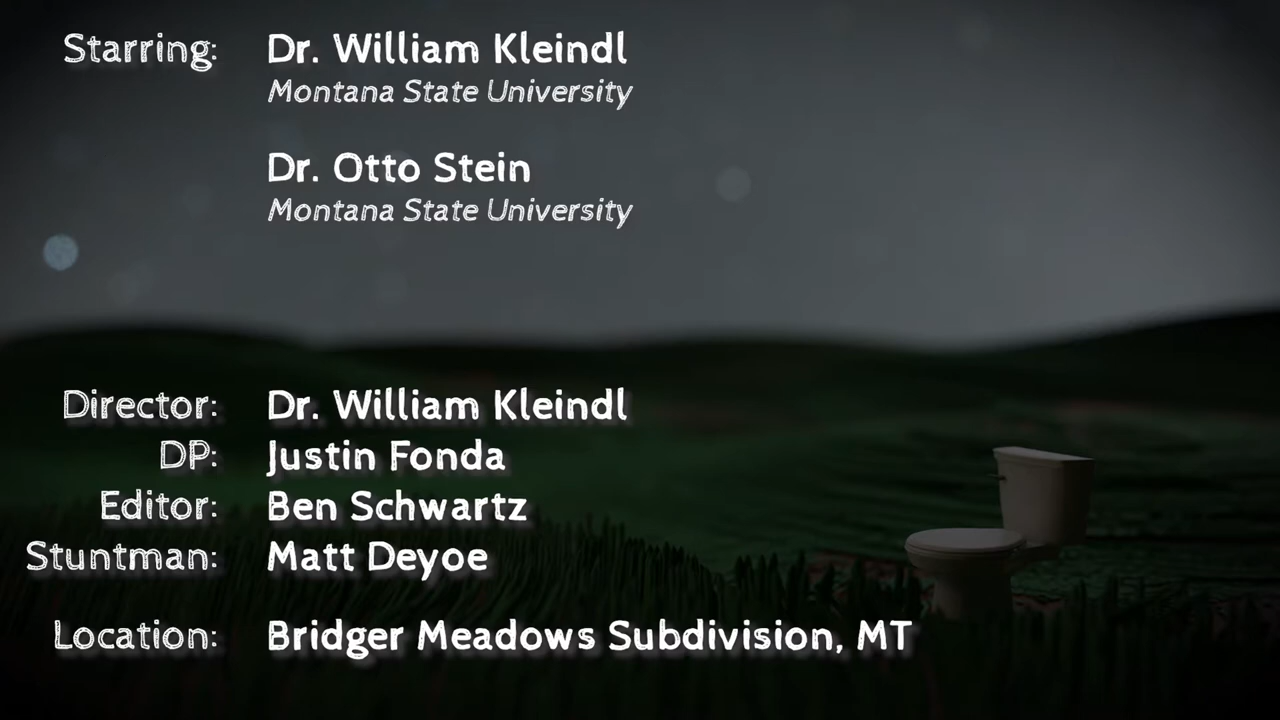 Starring: Dr. William Kleindl
Montana State University
Dr. Otto Stein
Montana State University
Director: Dr. William Kleindl
DP: Justin Fonda
Editor: Ben Schwartz
Stuntman: Matt Deyoe
Location: Bridger Meadows Subdivision, MT